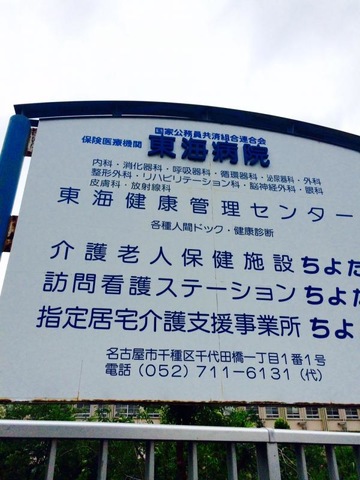 国家公務員共済組合連合会
保険医療機関 東海病院
内科・消化器科・呼吸器科・循環器科・泌尿器科・外科
整形外科・リハビリテーション科・脳神経外科・眼科
皮膚科・放射線科
東海健康管理センター
各種人間ドック・健康診断
介護老人保健施設ちよだ
訪問看護ステーションちよだ
指定居宅介護支援事業所ちよ
名古屋市千種区千代田橋一丁目1番1号
電話(052)711-6131(代)